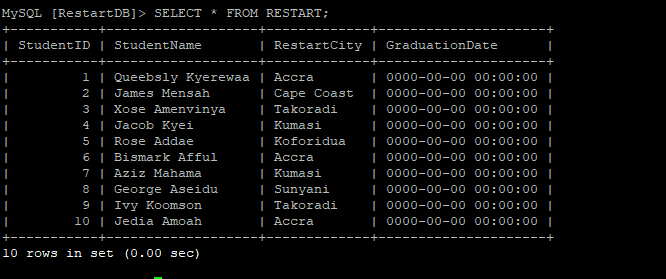 MySQL [RestartDB]> SELECT * FROM RESTART;
+-----------+--------------------+-------------+---------------------+
| StudentID | StudentName        | RestartCity | GraduationDate      |
+-----------+--------------------+-------------+---------------------+
|         1 | Queebsly Kyerewaa  | Accra       | 0000-00-00 00:00:00 |
|         2 | James Mensah       | Cape Coast  | 0000-00-00 00:00:00 |
|         3 | Xose Amenvinya     | Takoradi    | 0000-00-00 00:00:00 |
|         4 | Jacob Kyei         | Kumasi      | 0000-00-00 00:00:00 |
|         5 | Rose Addae         | Koforidua   | 0000-00-00 00:00:00 |
|         6 | Bismark Afful      | Accra       | 0000-00-00 00:00:00 |
|         7 | Aziz Mahama        | Kumasi      | 0000-00-00 00:00:00 |
|         8 | George Aseidu      | Sunyani     | 0000-00-00 00:00:00 |
|         9 | Ivy Koomson        | Takoradi    | 0000-00-00 00:00:00 |
|        10 | Jedia Amoah        | Accra       | 0000-00-00 00:00:00 |
+-----------+--------------------+-------------+---------------------+
10 rows in set (0.00 sec)